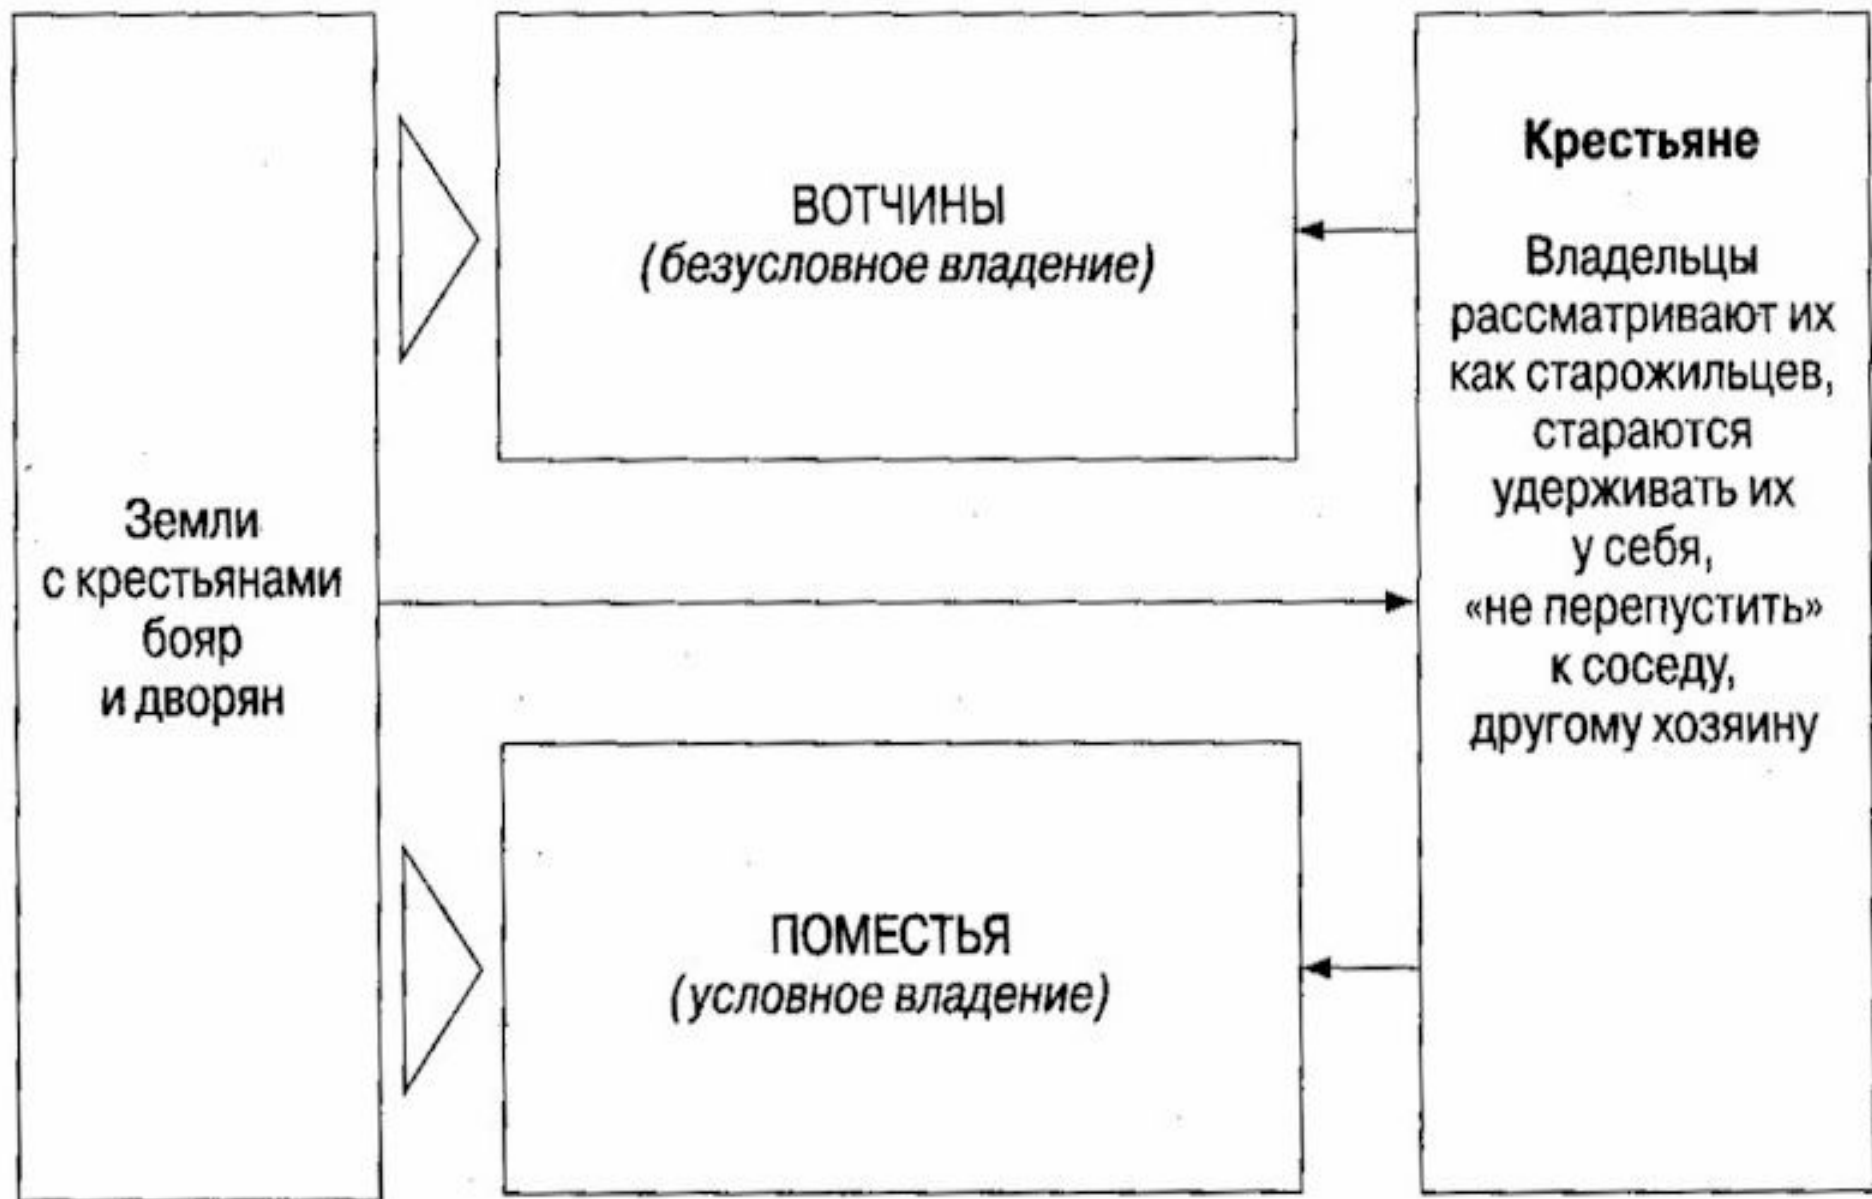 Земли
с крестьянами
бояр
и дворян
ВОТЧИНЫ
(безусловное владение)
ПОМЕСТЬЯ
(условное владение)
Крестьяне
Владельцы
рассматривают их
как старожильцев,
стараются
удерживать их
у себя,
«не перепустить»
к соседу,
другому хозяину